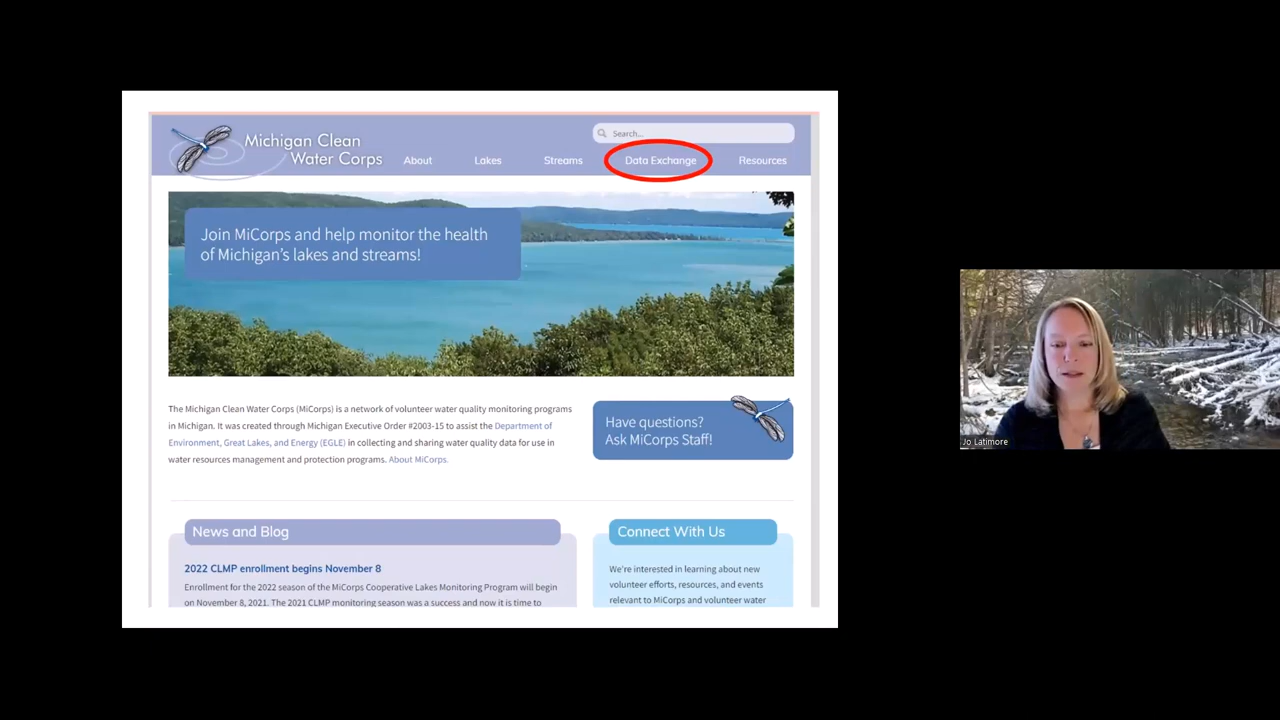 Michigan Clean
Water Corps
Search...
About
Lakes
Streams
Data Exchange
Resources
Join MiCorps and help monitor the health
of Michigan's lakes and streams!
The Michigan Clean Water Corps (MiCorps) is a network of volunteer water quality monitoring programs
in Michigan. It was created through Michigan Executive Order #2003-15 to assist the Department of
Environment, Great Lakes, and Energy (EGLE) in collecting and sharing water quality data for use in
water resources management and protection programs. About MiCorps.
Have questions?
Ask MiCorps Staff!
News and Blog
2022 CLMP enrollment begins November 8
Enrollment for the 2022 season of the MiCorps Cooperative Lakes Monitoring Program will begin
on November 8, 2021. The 2021 CLMP monitoring season was a success and now it is time to
Connect With Us
We're interested in learning about new
volunteer efforts, resources, and events
relevant to MiCorps and volunteer water
Jo Latimore